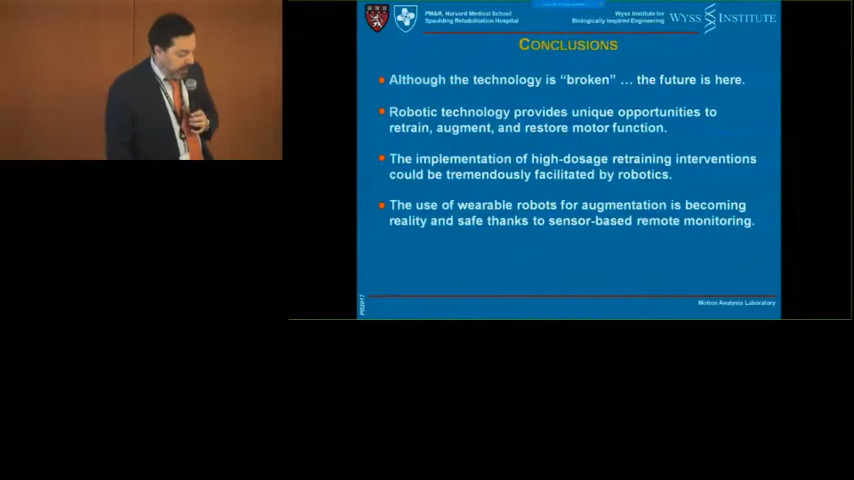 PM&R, Harvard Medical School
Spaulding Rehabilitation Hospital
Wyss Institute for
Biologically Inspired Engineering
WYSS INSTITUTE
CONCLUSIONS
Although the technology is “broken” … the future is here.
Robotic technology provides unique opportunities to
retrain, augment, and restore motor function.
The implementation of high-dosage retraining interventions
could be tremendously facilitated by robotics.
The use of wearable robots for augmentation is becoming
reality and safe thanks to sensor-based remote monitoring.
Motion Analysis Laboratory